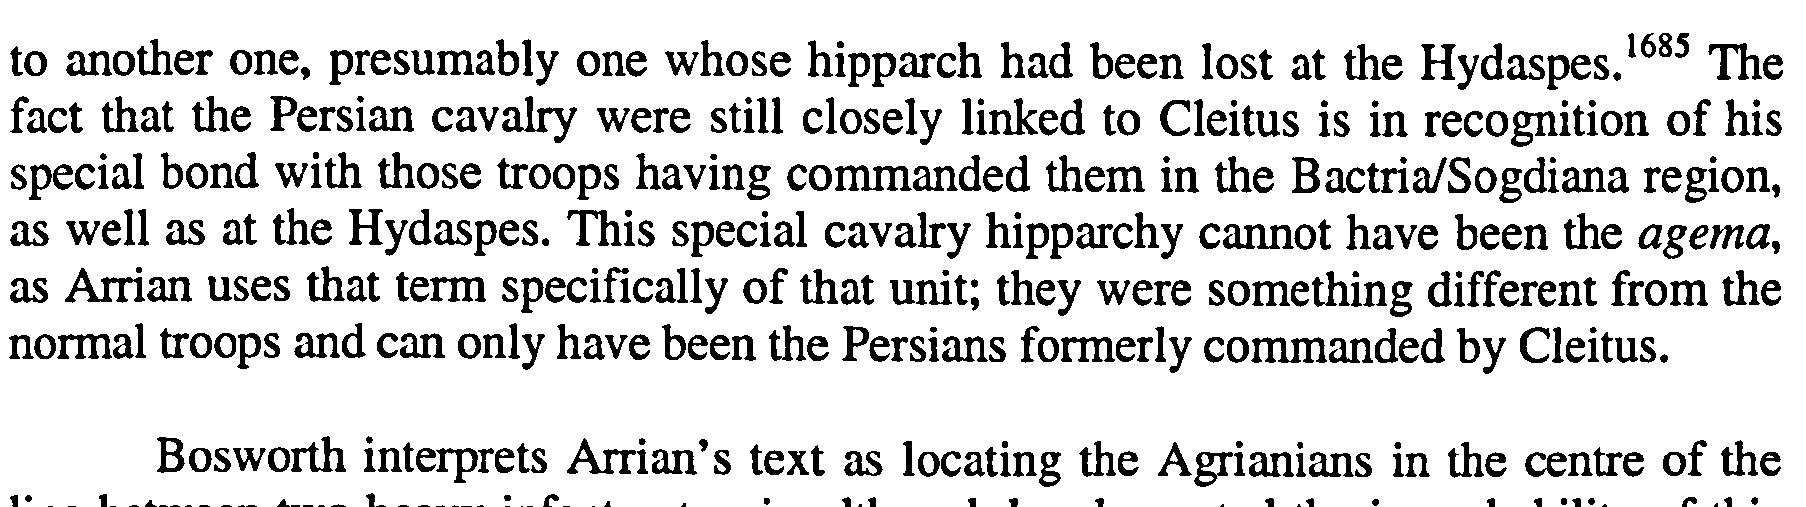 to another one, presumably one whose hipparch had been lost at the Hydaspes.1685 The
fact that the Persian cavalry were still closely linked to Cleitus is in recognition of his
special bond with those troops having commanded them in the Bactria/Sogdiana region,
as well as at the Hydaspes. This special cavalry hipparchy cannot have been the agema,
as Arrian uses that term specifically of that unit; they were something different from the
normal troops and can only have been the Persians formerly commanded by Cleitus.
Bosworth interprets Arrian's text as locating the Agrianians in the centre of the